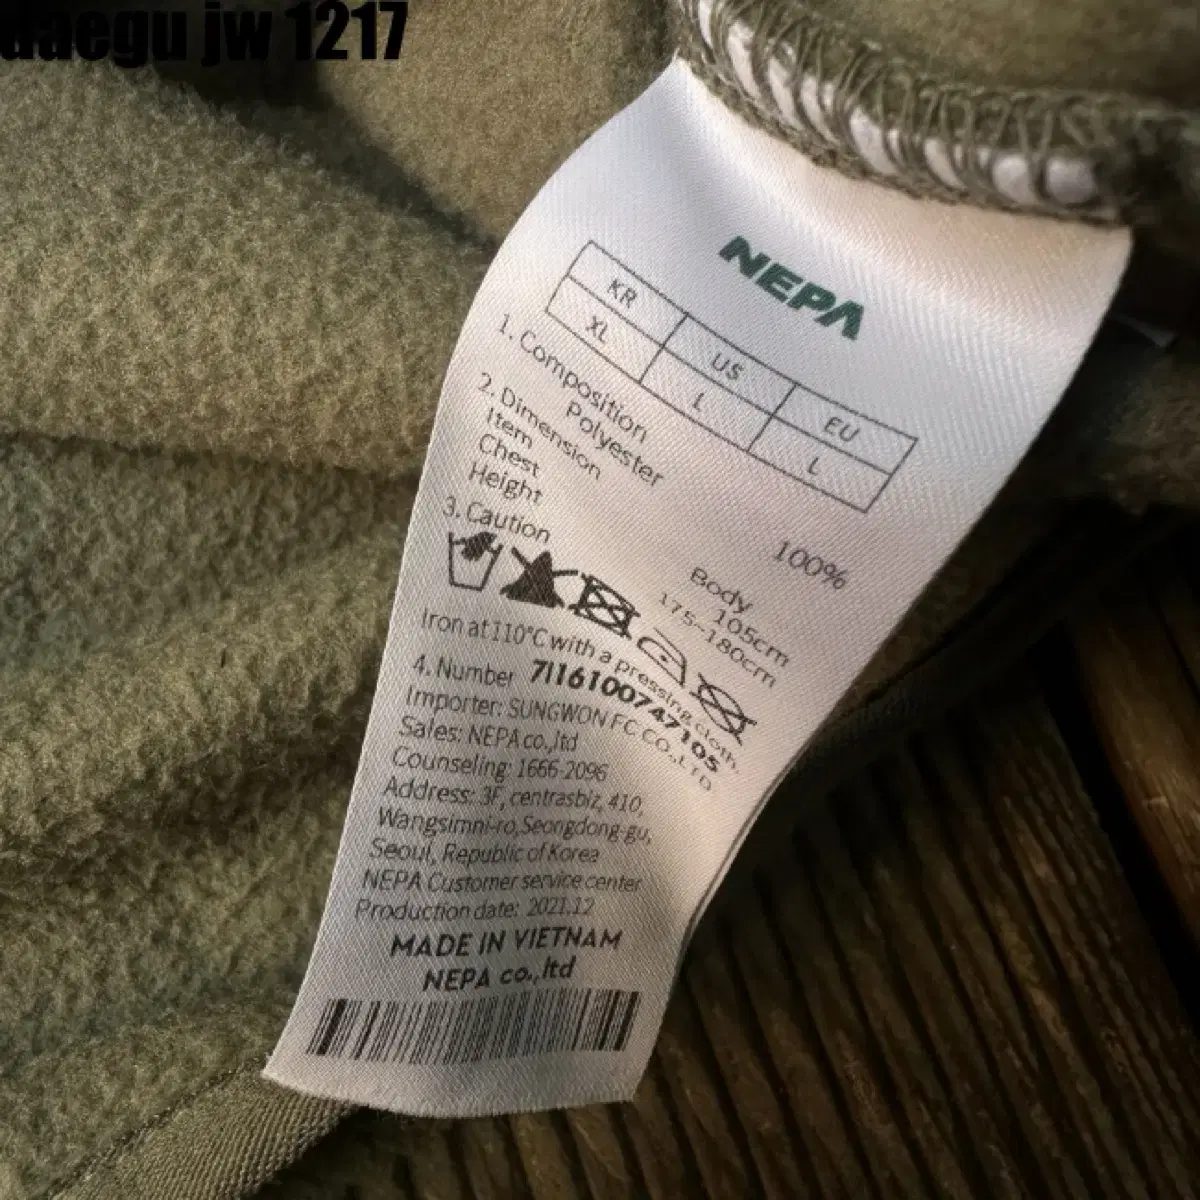 daegu jw 1217
NEPA
KR US EU
XL L L
1. Composition
Polyester 100%
2. Dimension
Item Body
Chest 105cm
Height 175~180cm
3. Caution
Iron at 110°C with a pressing cloth.
4. Number 7I16100747105
Importer: SUNGWON FC CO.,LTD
Sales: NEPA co.,ltd
Counseling: 1666-2096
Address: 3F, centrasbiz, 410,
Wangsimni-ro, Seongdong-gu,
Seoul, Republic of Korea
NEPA Customer service center
Production date: 2021.12
MADE IN VIETNAM
NEPA co.,ltd